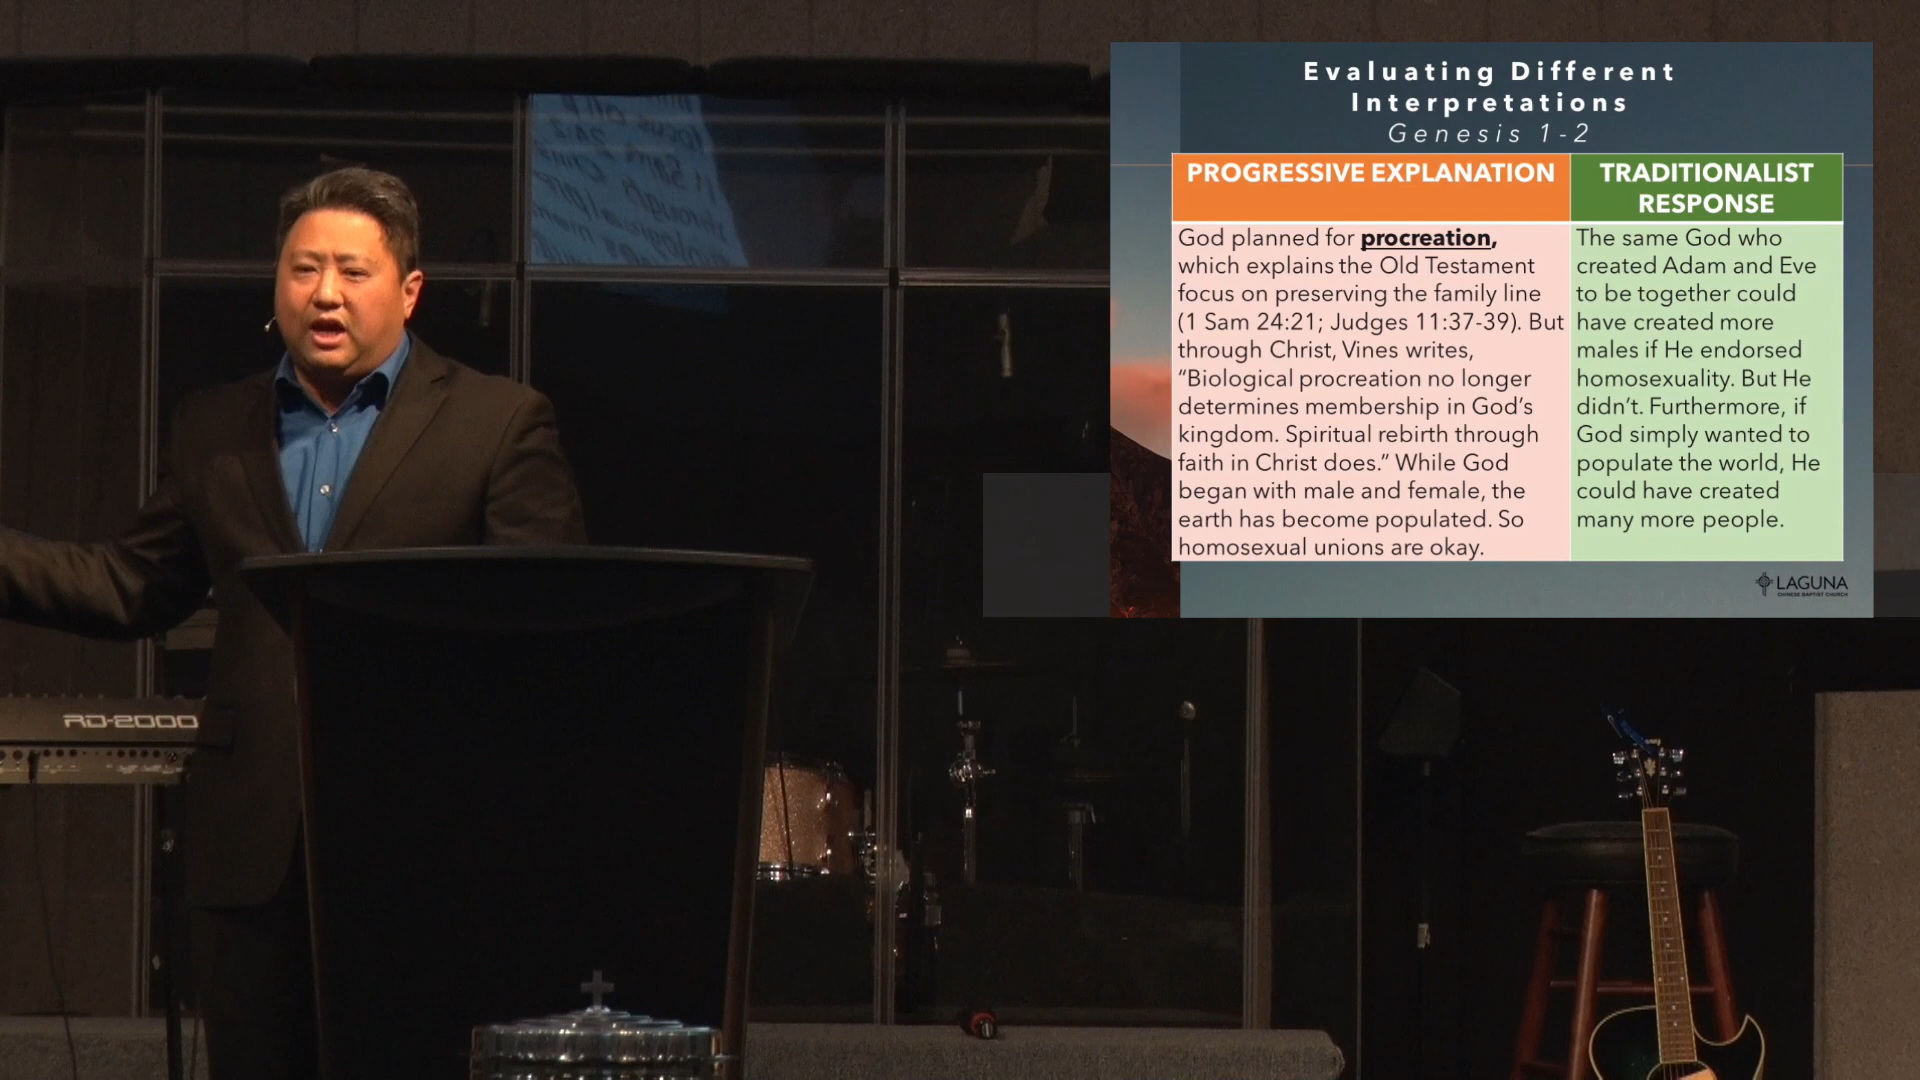 Evaluating Different
Interpretations
Genesis 1-2
PROGRESSIVE EXPLANATION
TRADITIONALIST
RESPONSE
God planned for procreation,
which explains the Old Testament
focus on preserving the family line
(1 Sam 24:21; Judges 11:37-39). But
through Christ, Vines writes,
“Biological procreation no longer
determines membership in God’s
kingdom. Spiritual rebirth through
faith in Christ does.” While God
began with male and female, the
earth has become populated. So
homosexual unions are okay.
The same God who
created Adam and Eve
to be together could
have created more
males if He endorsed
homosexuality. But He
didn’t. Furthermore, if
God simply wanted to
populate the world, He
could have created
many more people.
LAGUNA
CHINESE BAPTIST CHURCH
RD-2000